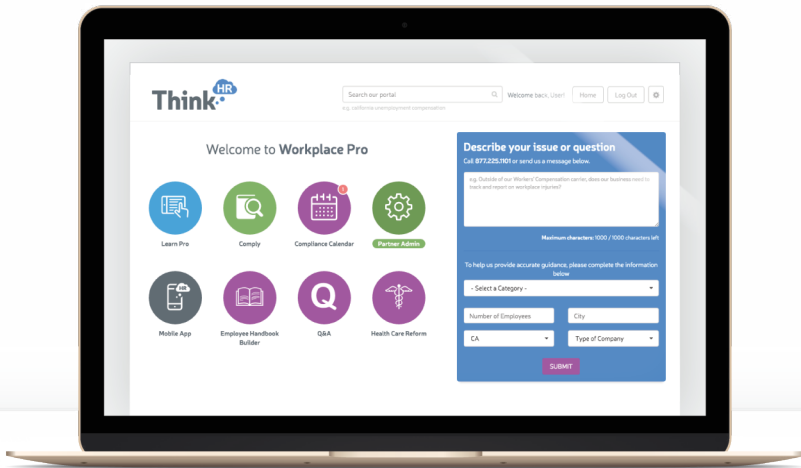 Think HR
Search our portal
Welcome back, User!
Home
Log Out
e.g. california unemployment compensation
Welcome to Workplace Pro
Learn Pro
Comply
1
Compliance Calendar
Partner Admin
HR
Mobile App
Employee Handbook
Builder
Q
Q&A
Health Care Reform
Describe your issue or question
Call 877.225.1101 or send us a message below.
e.g. Outside of our Workers' Compensation carrier, does our business need to
track and report on workplace injuries?
Maximum characters: 1000 / 1000 characters left
To help us provide accurate guidance, please complete the information
below
- Select a Category -
Number of Employees
City
CA
Type of Company
SUBMIT